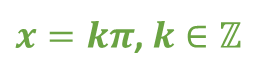 x = kπ, k ∈ ℤ